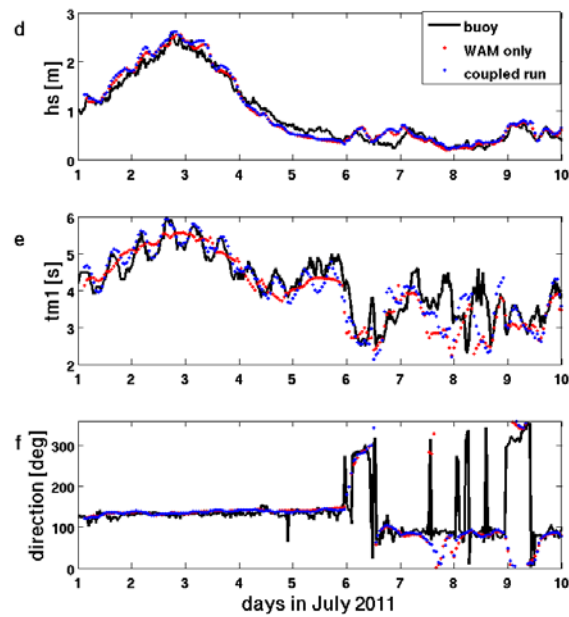 d
hs [m]
3
2
1
0
buoy
WAM only
coupled run
1 2 3 4 5 6 7 8 9 10
e
tm1 [s]
6
5
4
3
2
1 2 3 4 5 6 7 8 9 10
f
direction [deg]
300
200
100
0
1 2 3 4 5 6 7 8 9 10
days in July 2011